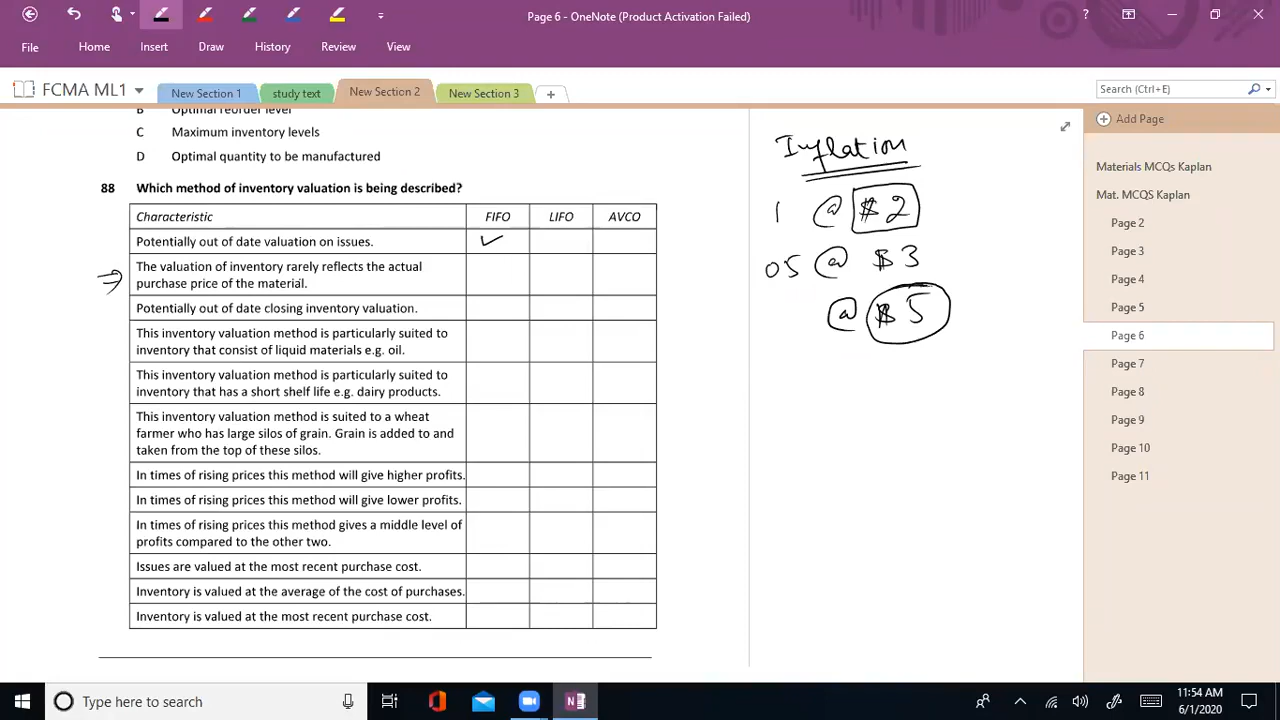 Page 6 - OneNote (Product Activation Failed)
?
File Home Insert Draw History Review View
FCMA ML1 New Section 1 study text New Section 2 New Section 3 +
Search (Ctrl+E)
B Optimal reorder level
C Maximum inventory levels
D Optimal quantity to be manufactured
88 Which method of inventory valuation is being described?
Characteristic FIFO LIFO AVCO
Potentially out of date valuation on issues. ✓
The valuation of inventory rarely reflects the actual
purchase price of the material.
Potentially out of date closing inventory valuation.
This inventory valuation method is particularly suited to
inventory that consist of liquid materials e.g. oil.
This inventory valuation method is particularly suited to
inventory that has a short shelf life e.g. dairy products.
This inventory valuation method is suited to a wheat
farmer who has large silos of grain. Grain is added to and
taken from the top of these silos.
In times of rising prices this method will give higher profits.
In times of rising prices this method will give lower profits.
In times of rising prices this method gives a middle level of
profits compared to the other two.
Issues are valued at the most recent purchase cost.
Inventory is valued at the average of the cost of purchases.
Inventory is valued at the most recent purchase cost.
Inflation
1 @ $2
05 @ $3
@ $5
Add Page
Materials MCQs Kaplan
Mat. MCQS Kaplan
Page 2
Page 3
Page 4
Page 5
Page 6
Page 7
Page 8
Page 9
Page 10
Page 11
Type here to search
11:54 AM
6/1/2020